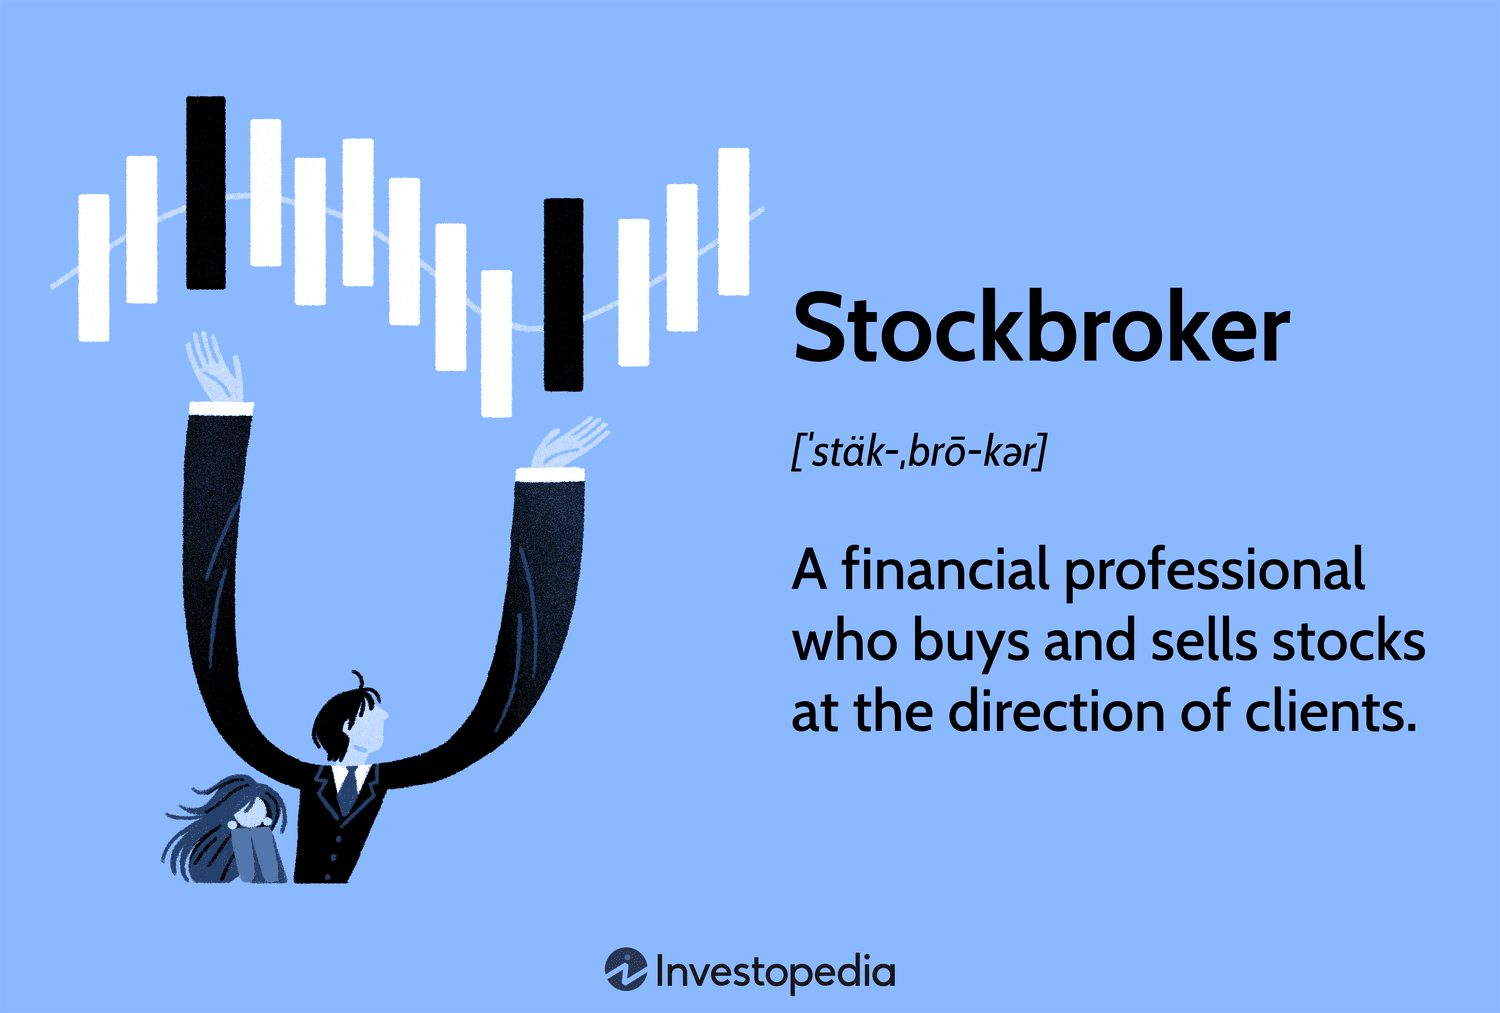 Stockbroker
[ˈstäk-ˌbrō-kər]
A financial professional
who buys and sells stocks
at the direction of clients.
Investopedia